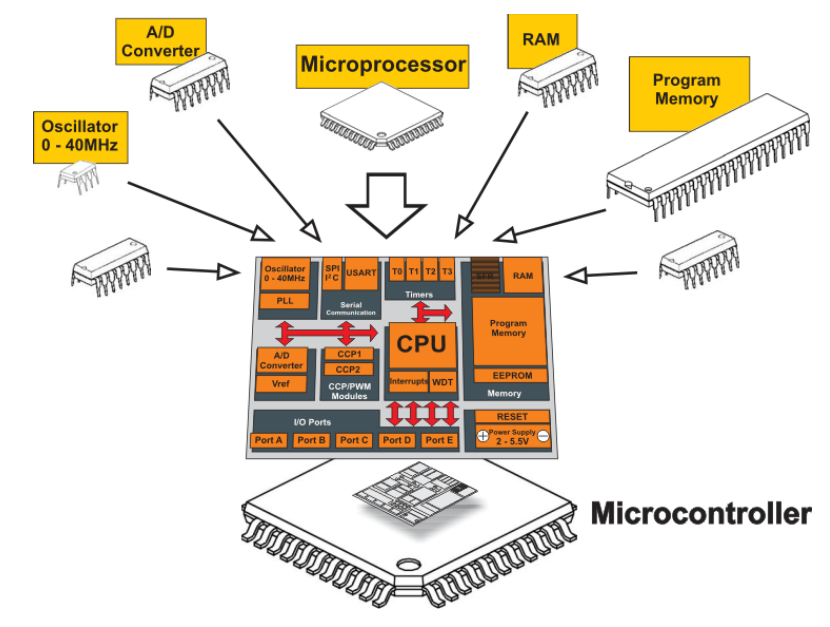 A/D
Converter
Microprocessor
RAM
Program
Memory
Oscillator
0 - 40MHz
Oscillator
0 - 40MHz
PLL
SPI
I²C
USART
Serial
Communication
T0 T1 T2 T3
Timers
RAM
Program
Memory
EEPROM
Memory
CPU
Interrupts WDT
A/D
Converter
Vref
CCP1
CCP2
CCP/PWM
Modules
I/O Ports
Port A Port B Port C Port D Port E
RESET
+ Power Supply -
2 - 5.5V
Microcontroller